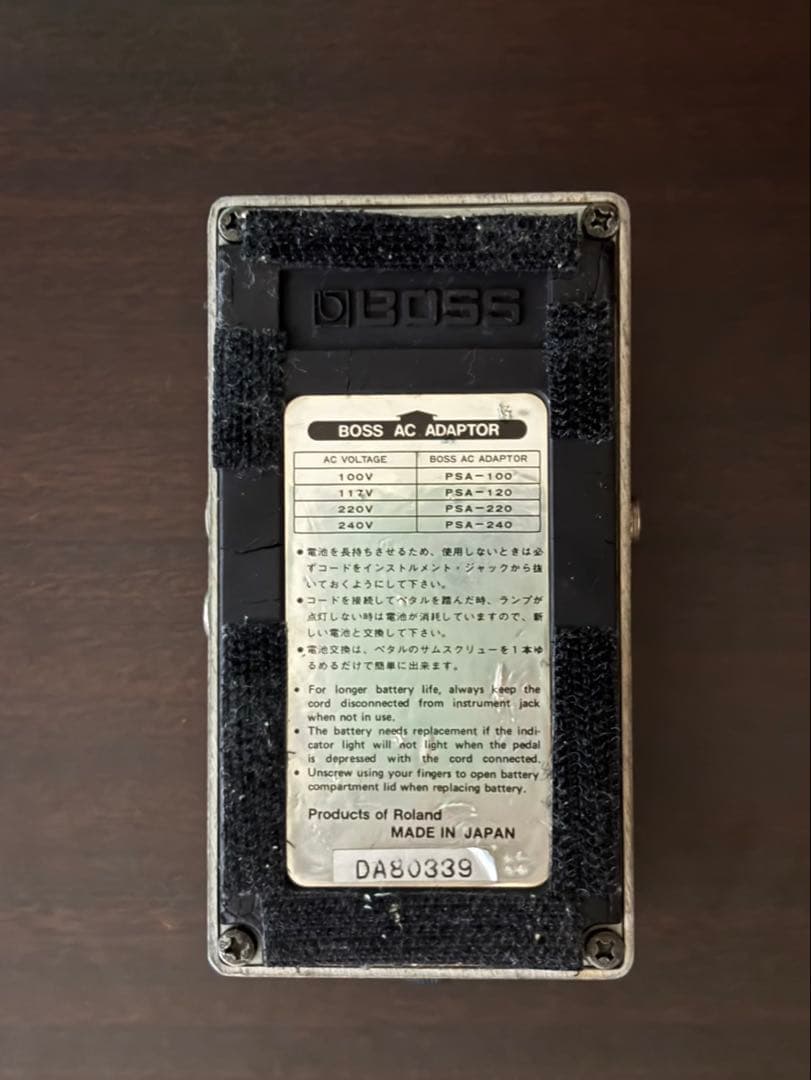 BOSS
BOSS AC ADAPTOR
AC VOLTAGE BOSS AC ADAPTOR
100V PSA-100
117V PSA-120
220V PSA-220
240V PSA-240
●電池を長持ちさせるため、使用しないときは必
ずコードをインストルメント・ジャックから抜
いておくようにして下さい。
●コードを接続してペタルを踏んだ時、ランプが
点灯しない時は電池が消耗していますので、新
しい電池と交換して下さい。
●電池交換は、ペタルのサムスクリューを1本ゆ
るめるだけで簡単に出来ます。
● For longer battery life, always keep the
cord disconnected from instrument jack
when not in use.
● The battery needs replacement if the indi-
cator light will not light when the pedal
is depressed with the cord connected.
● Unscrew using your fingers to open battery
compartment lid when replacing battery.
Products of Roland
MADE IN JAPAN
DA80339